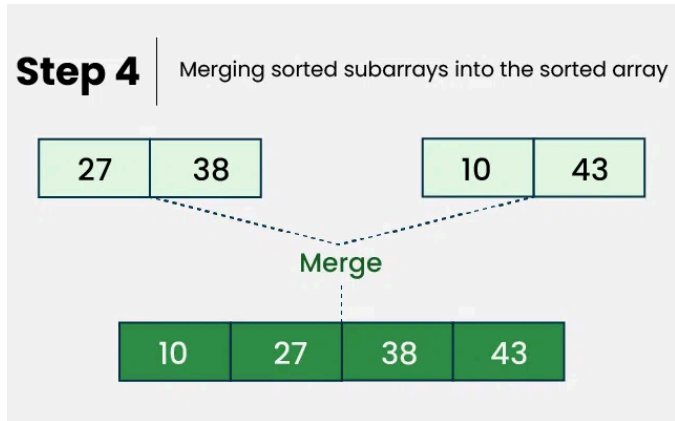 Step 4
Merging sorted subarrays into the sorted array
27 38
10 43
Merge
10 27 38 43